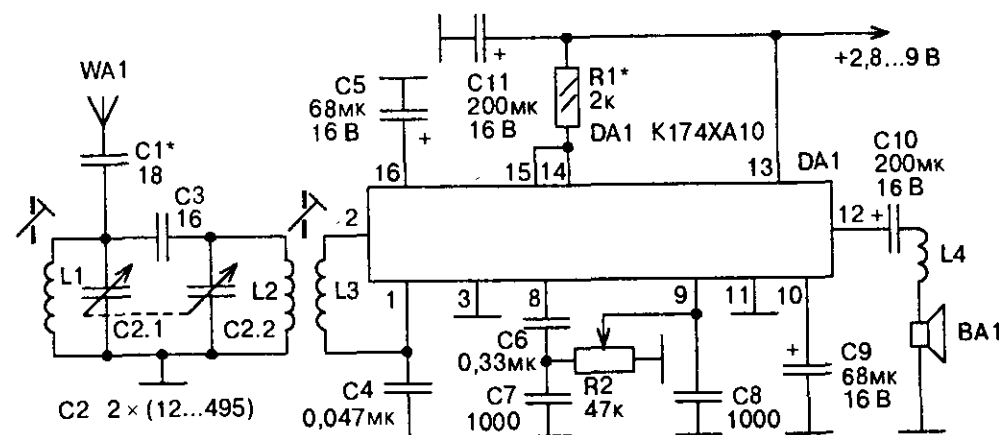 WA1
C1*
18
C3
16
L1
C2.1
C2.2
L2
C2 2×(12...495)
L3
C5
68мк
16 В
+
C11
200мк
16 В
+
R1*
2к
DA1 К174ХА10
+2,8...9 В
16
15
14
13
DA1
2
12
1
3
8
9
11
10
C10
200мк
16 В
+
L4
BA1
C4
0,047мк
C6
0,33мк
C7
1000
R2
47к
C8
1000
+
C9
68мк
16 В